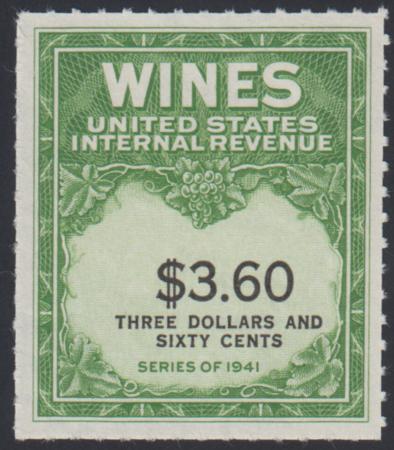 WINES
UNITED STATES
INTERNAL REVENUE
$3.60
THREE DOLLARS AND
SIXTY CENTS
SERIES OF 1941